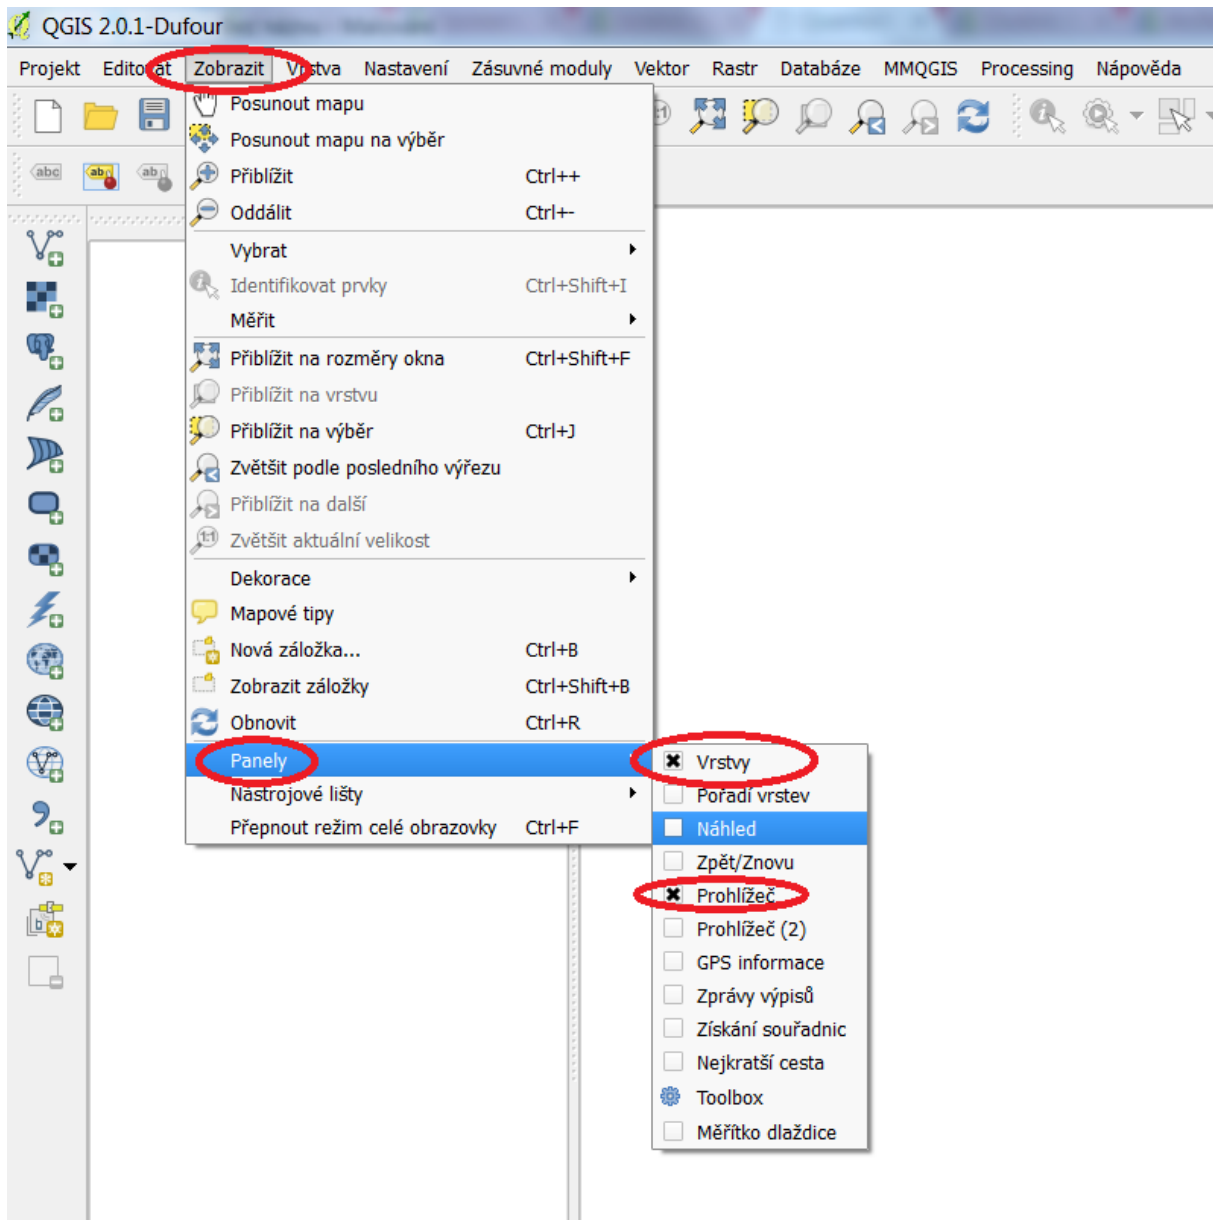 QGIS 2.0.1-Dufour
Projekt Editovat Zobrazit Vrstva Nastavení Zásuvné moduly Vektor Rastr Databáze MMQGIS Processing Nápověda
abc
Posunout mapu
Posunout mapu na výběr
Přiblížit Ctrl++
Oddálit Ctrl+-
Vybrat
Identifikovat prvky Ctrl+Shift+I
Měřit
Přiblížit na rozměry okna Ctrl+Shift+F
Přiblížit na vrstvu
Přiblížit na výběr Ctrl+J
Zvětšit podle posledního výřezu
Přiblížit na další
1:1 Zvětšit aktuální velikost
Dekorace
Mapové tipy
Nová záložka... Ctrl+B
Zobrazit záložky Ctrl+Shift+B
Obnovit Ctrl+R
Panely
Nástrojové lišty
Přepnout režim celé obrazovky Ctrl+F
Vrstvy
Pořadí vrstev
Náhled
Zpět/Znovu
Prohlížeč
Prohlížeč (2)
GPS informace
Zprávy výpisů
Získání souřadnic
Nejkratší cesta
Toolbox
Měřítko dlaždice